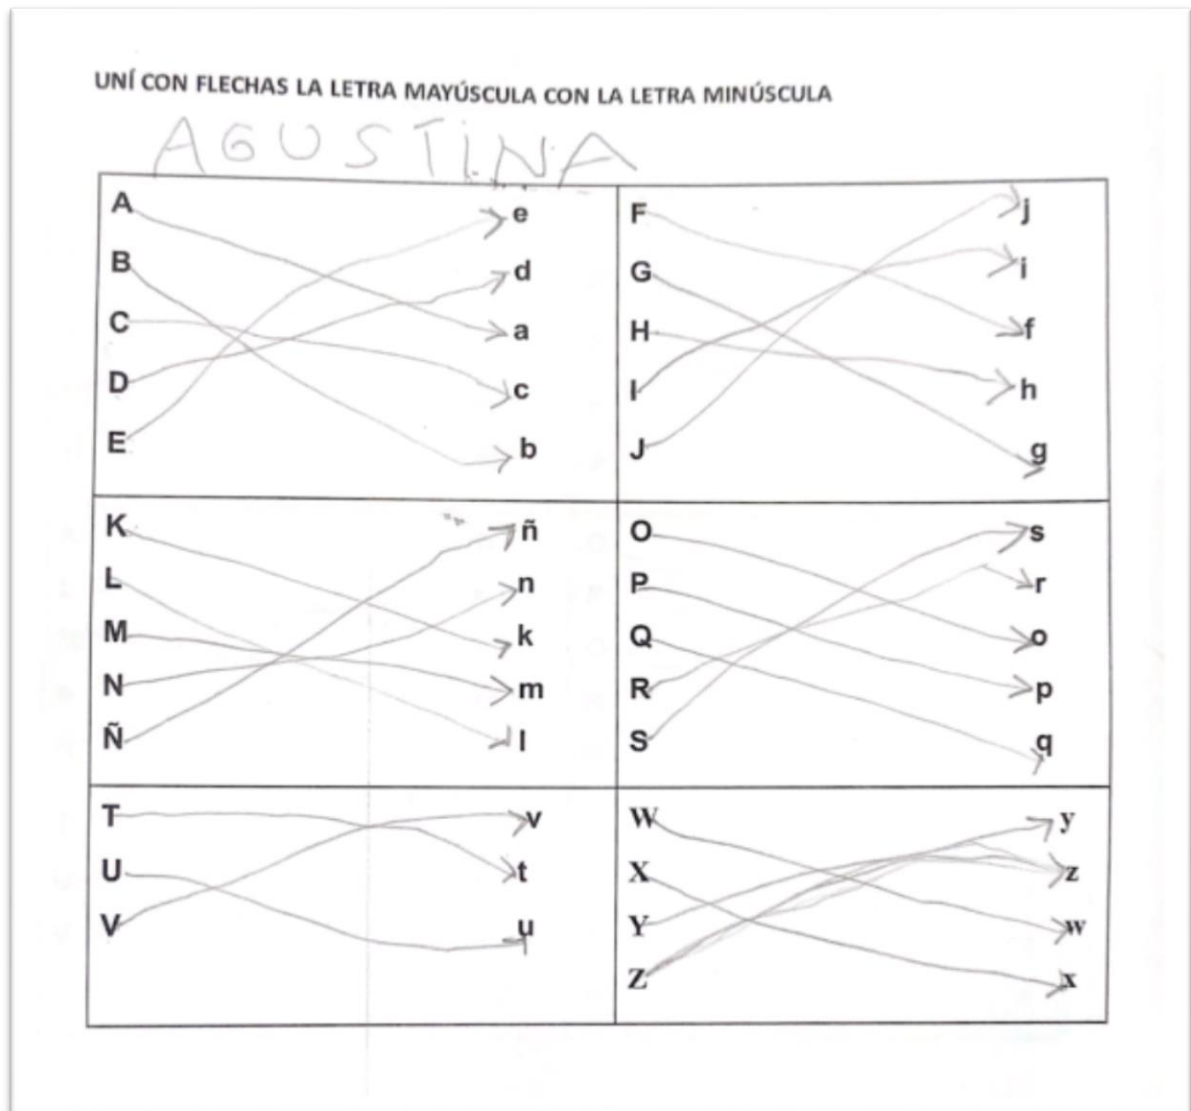 UNÍ CON FLECHAS LA LETRA MAYÚSCULA CON LA LETRA MINÚSCULA
AGUSTINA
A e
B d
C a
D c
E b
F j
G i
H f
I h
J g
K ñ
L n
M k
N m
Ñ l
O s
P r
Q o
R p
S q
T v
U t
V u
W y
X z
Y w
Z x